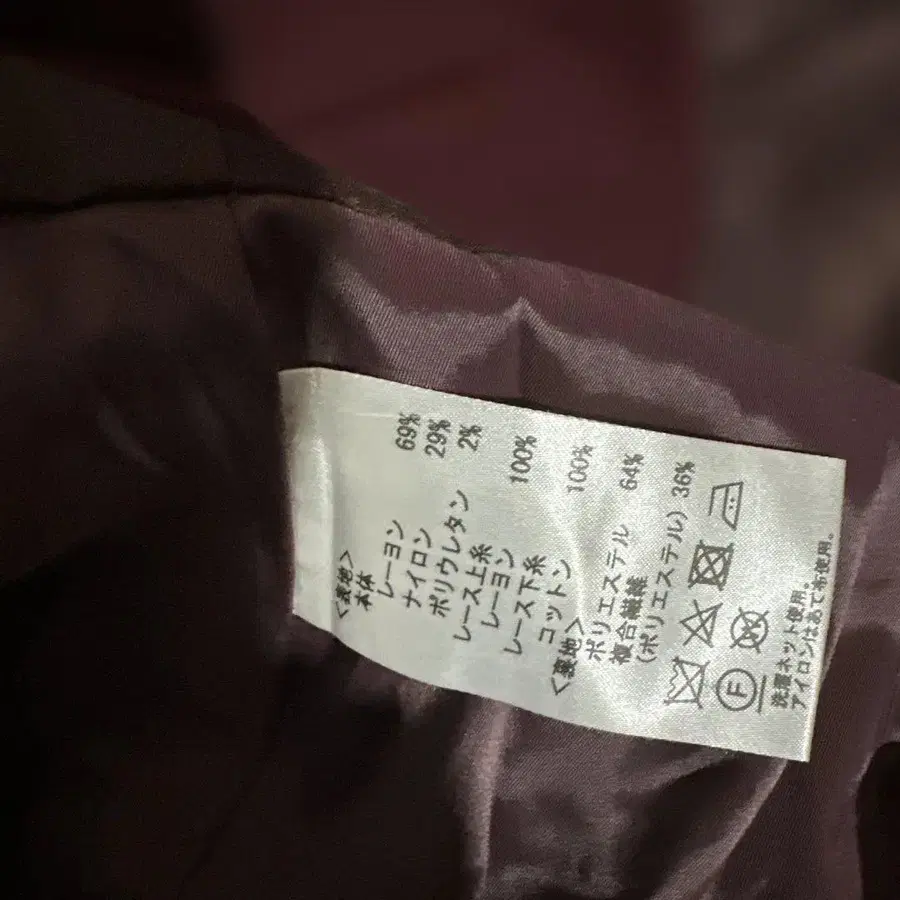 <表地>
本体
レーヨン 69%
ナイロン 29%
ポリウレタン 2%
レース上糸
レーヨン 100%
レース下糸
コットン 100%
<裏地>
ポリエステル 64%
複合繊維
(ポリエステル) 36%
F
洗濯ネット使用。
アイロンはあて布使用。